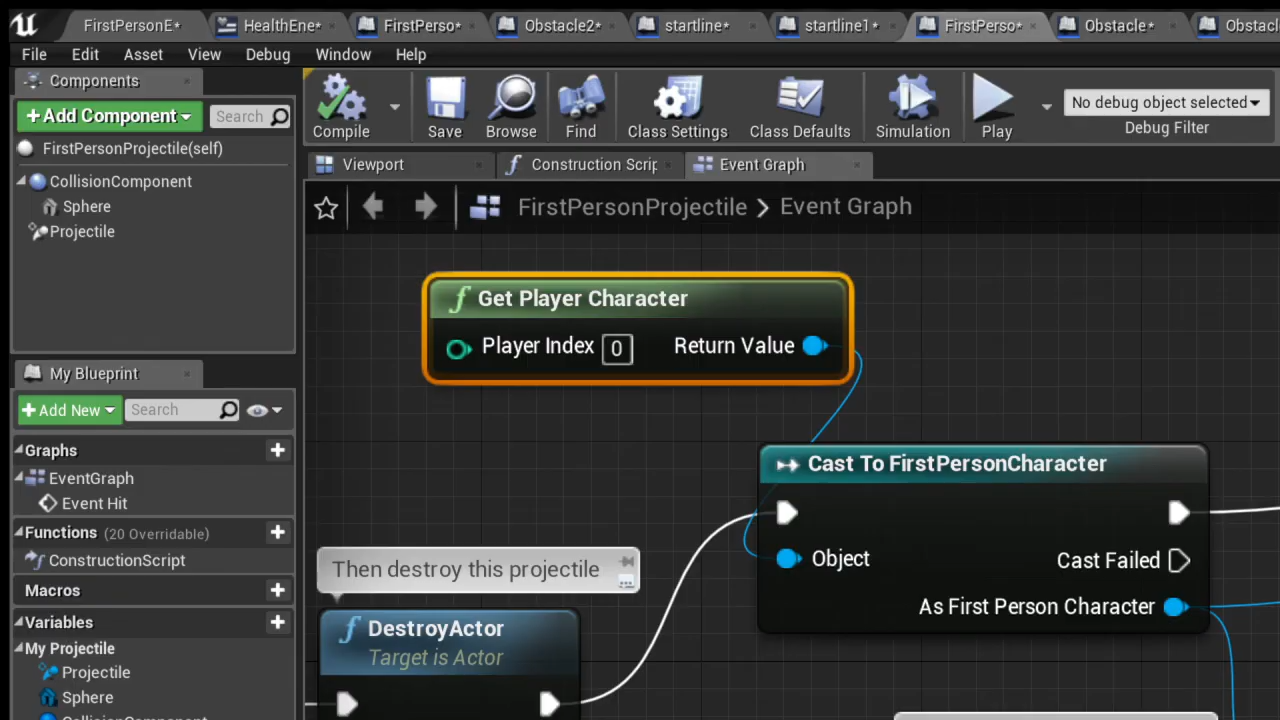 FirstPersonE*
HealthEne*
FirstPerso*
Obstacle2*
startline*
startline1*
FirstPerso*
Obstacle*
Obstacl
File Edit Asset View Debug Window Help
Components
+Add Component
Search
FirstPersonProjectile(self)
CollisionComponent
Sphere
Projectile
Compile
Save
Browse
Find
Class Settings
Class Defaults
Simulation
Play
No debug object selected
Debug Filter
Viewport
Construction Scrip
Event Graph
FirstPersonProjectile > Event Graph
My Blueprint
+Add New
Search
Graphs
EventGraph
Event Hit
Functions (20 Overridable)
ConstructionScript
Macros
Variables
My Projectile
Projectile
Sphere
CollisionComponent
f Get Player Character
Player Index 0 Return Value
Cast To FirstPersonCharacter
Object
Cast Failed
As First Person Character
Then destroy this projectile
f DestroyActor
Target is Actor